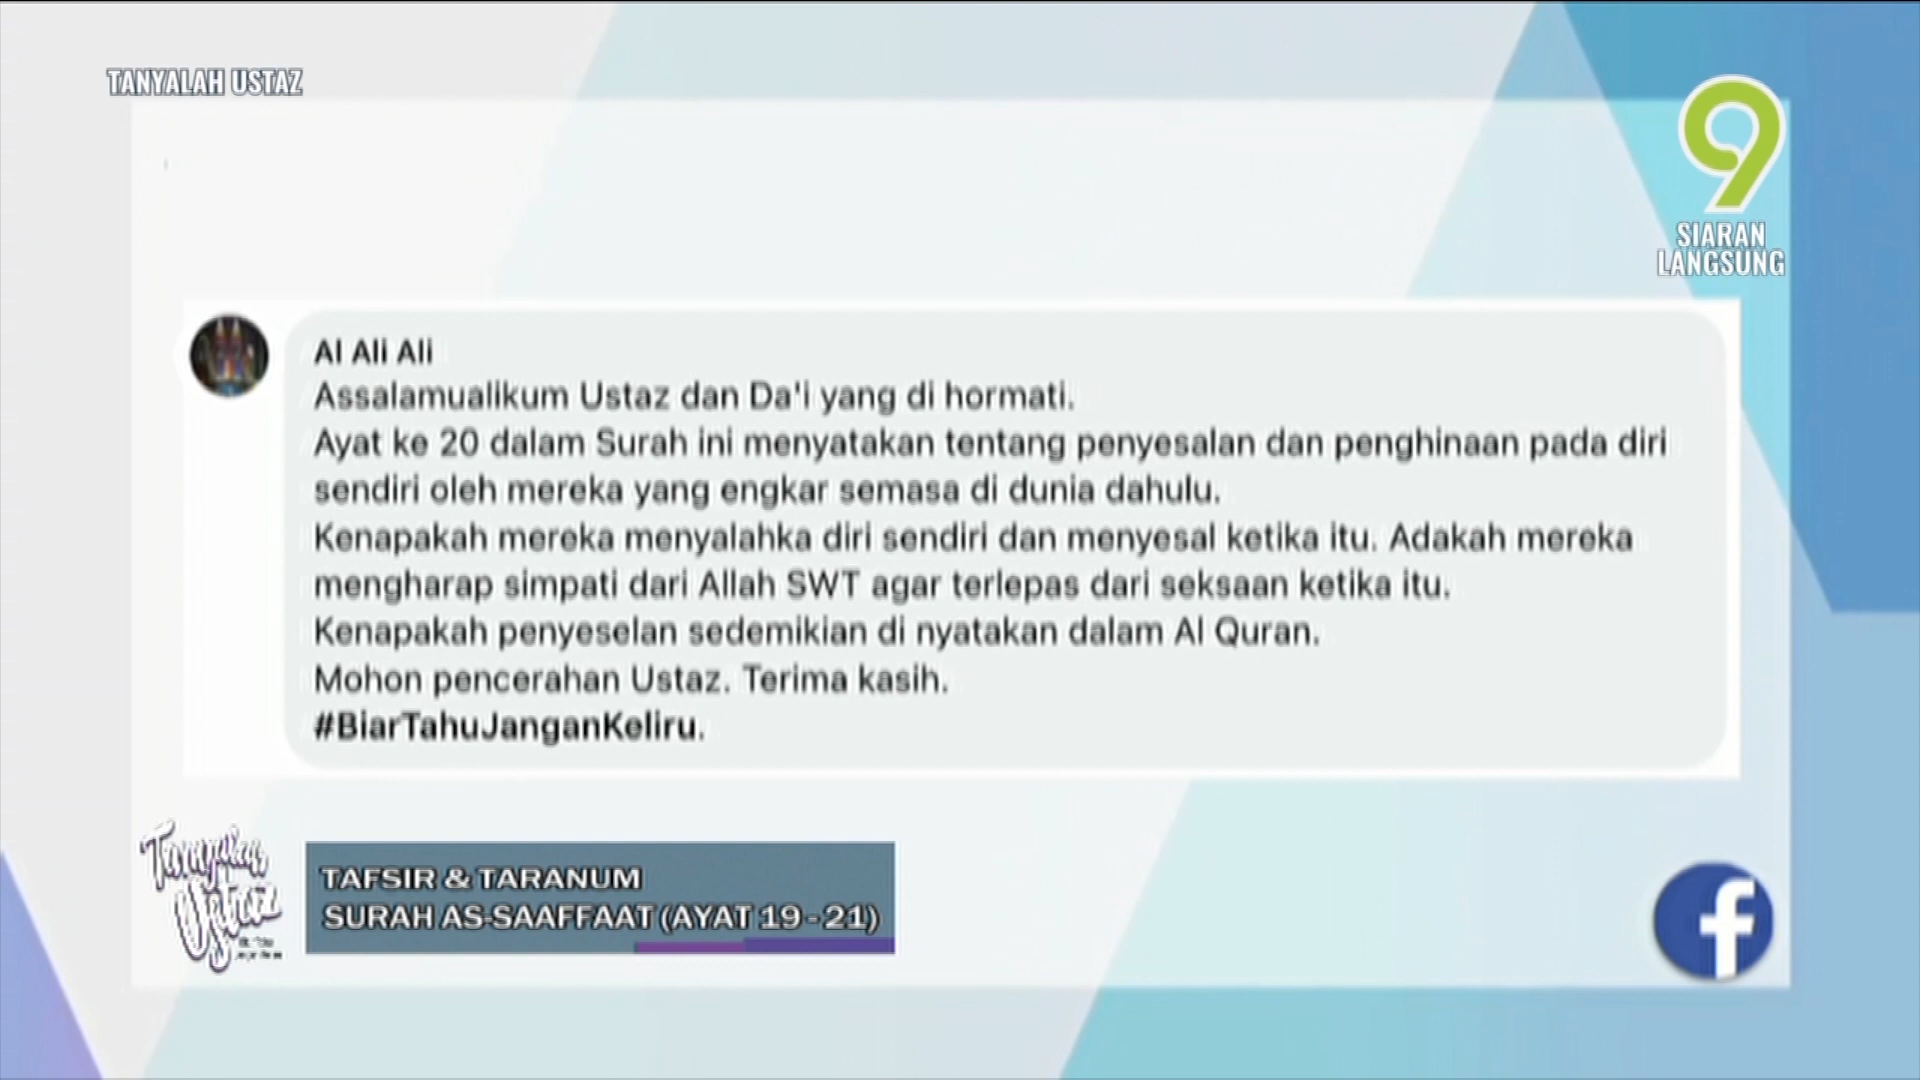 TANYALAH USTAZ
9
SIARAN
LANGSUNG
Al Ali Ali
Assalamualikum Ustaz dan Da'i yang di hormati.
Ayat ke 20 dalam Surah ini menyatakan tentang penyesalan dan penghinaan pada diri
sendiri oleh mereka yang engkar semasa di dunia dahulu.
Kenapakah mereka menyalahka diri sendiri dan menyesal ketika itu. Adakah mereka
mengharap simpati dari Allah SWT agar terlepas dari seksaan ketika itu.
Kenapakah penyeselan sedemikian di nyatakan dalam Al Quran.
Mohon pencerahan Ustaz. Terima kasih.
#BiarTahuJanganKeliru.
Tanyalah
Ustaz
TAFSIR & TARANUM
SURAH AS-SAAFFAAT (AYAT 19 - 21)
f